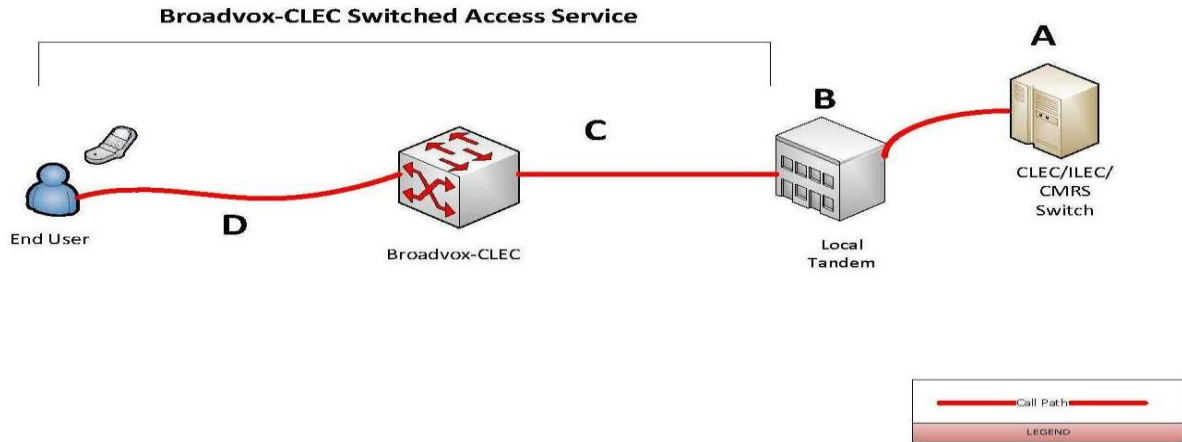 Broadvox-CLEC Switched Access Service
A
B
C
CLEC/ILEC/
CMRS
Switch
D
End User
Broadvox-CLEC
Local
Tandem
Call Path
LEGEND